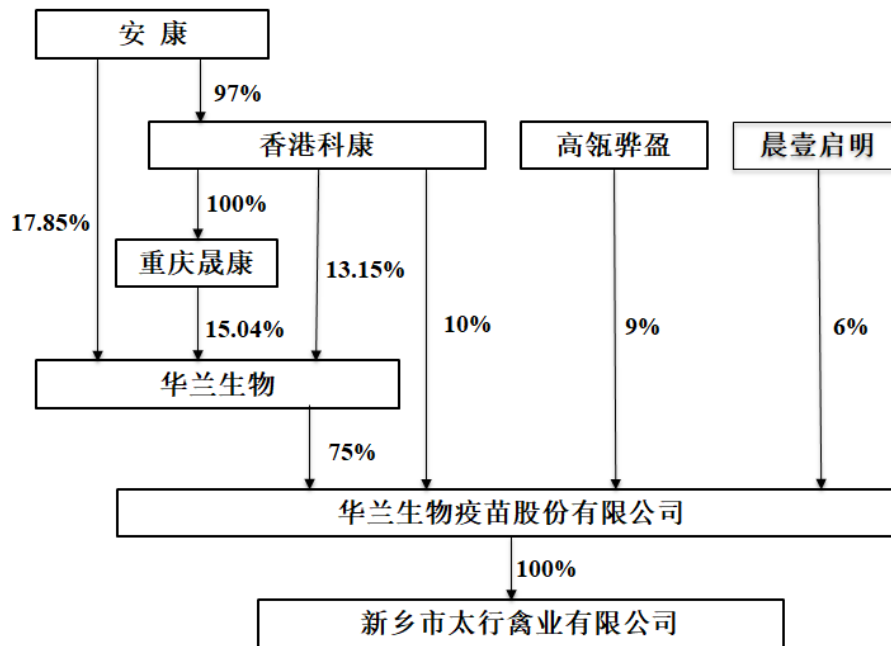 安 康
97%
香港科康
高瓴骅盈
晨壹启明
100%
17.85%
重庆晟康
13.15%
15.04%
10%
9%
6%
华兰生物
75%
华兰生物疫苗股份有限公司
100%
新乡市太行禽业有限公司